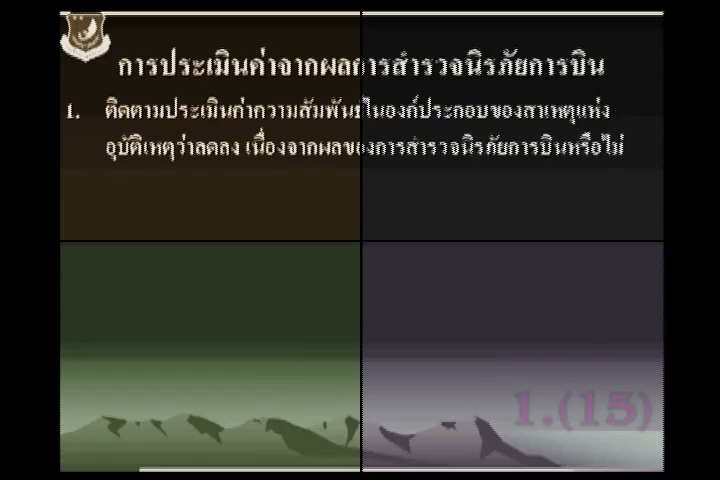 การประเมินค่าจากผลการสำรวจนิรภัยการบิน
1. ติดตามประเมินค่าความสัมพันธ์ในองค์ประกอบของสาเหตุแห่ง
อุบัติเหตุว่าลดลง เนื่องจากผลของการสำรวจนิรภัยการบินหรือไม่
1.(15)